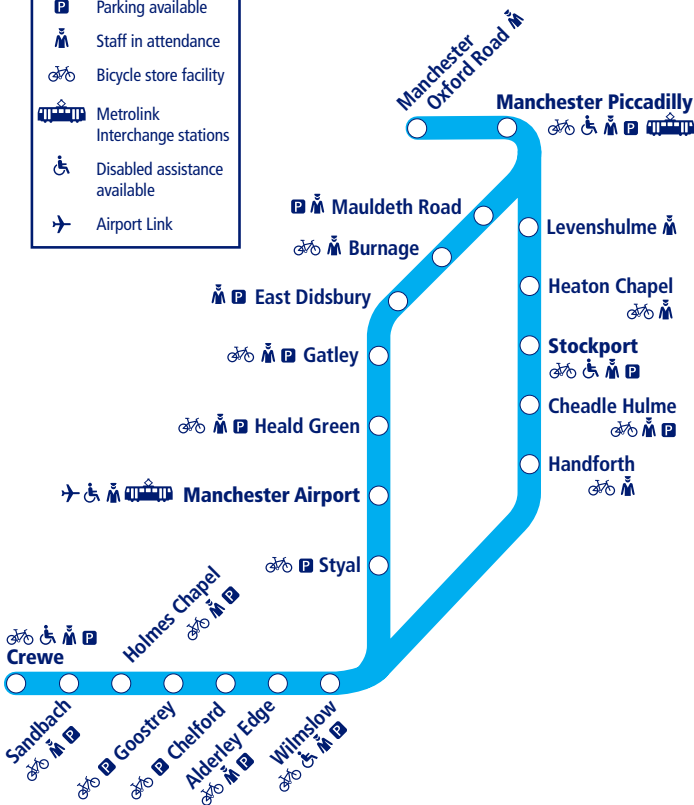 P Parking available
Staff in attendance
Bicycle store facility
Metrolink
Interchange stations
Disabled assistance
available
Airport Link
Manchester
Oxford Road
Manchester Piccadilly
P
P Mauldeth Road
Levenshulme
Burnage
Heaton Chapel
P East Didsbury
Stockport
P
P Gatley
Cheadle Hulme
P
P Heald Green
Handforth
Manchester Airport
P Styal
Holmes Chapel
P
P
Crewe
Sandbach
P
P Goostrey
P Chelford
Alderley Edge
P
Wilmslow
P